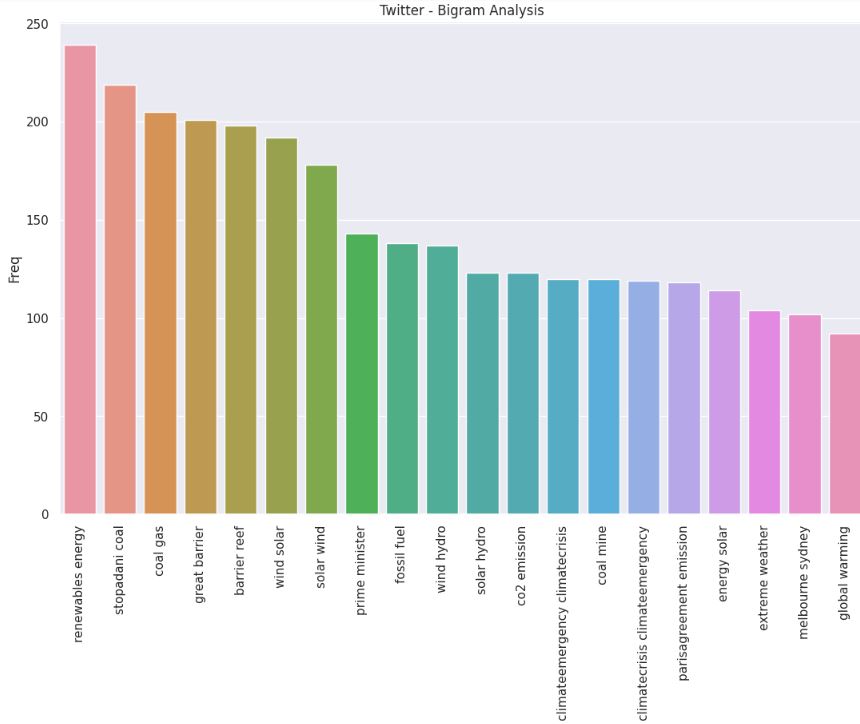 Twitter - Bigram Analysis
Freq
250
200
150
100
50
0
renewables energy
stopadani coal
coal gas
great barrier
barrier reef
wind solar
solar wind
prime minister
fossil fuel
wind hydro
solar hydro
co2 emission
climateemergency climatecrisis
coal mine
climatecrisis climateemergency
parisagreement emission
energy solar
extreme weather
melbourne sydney
global warming